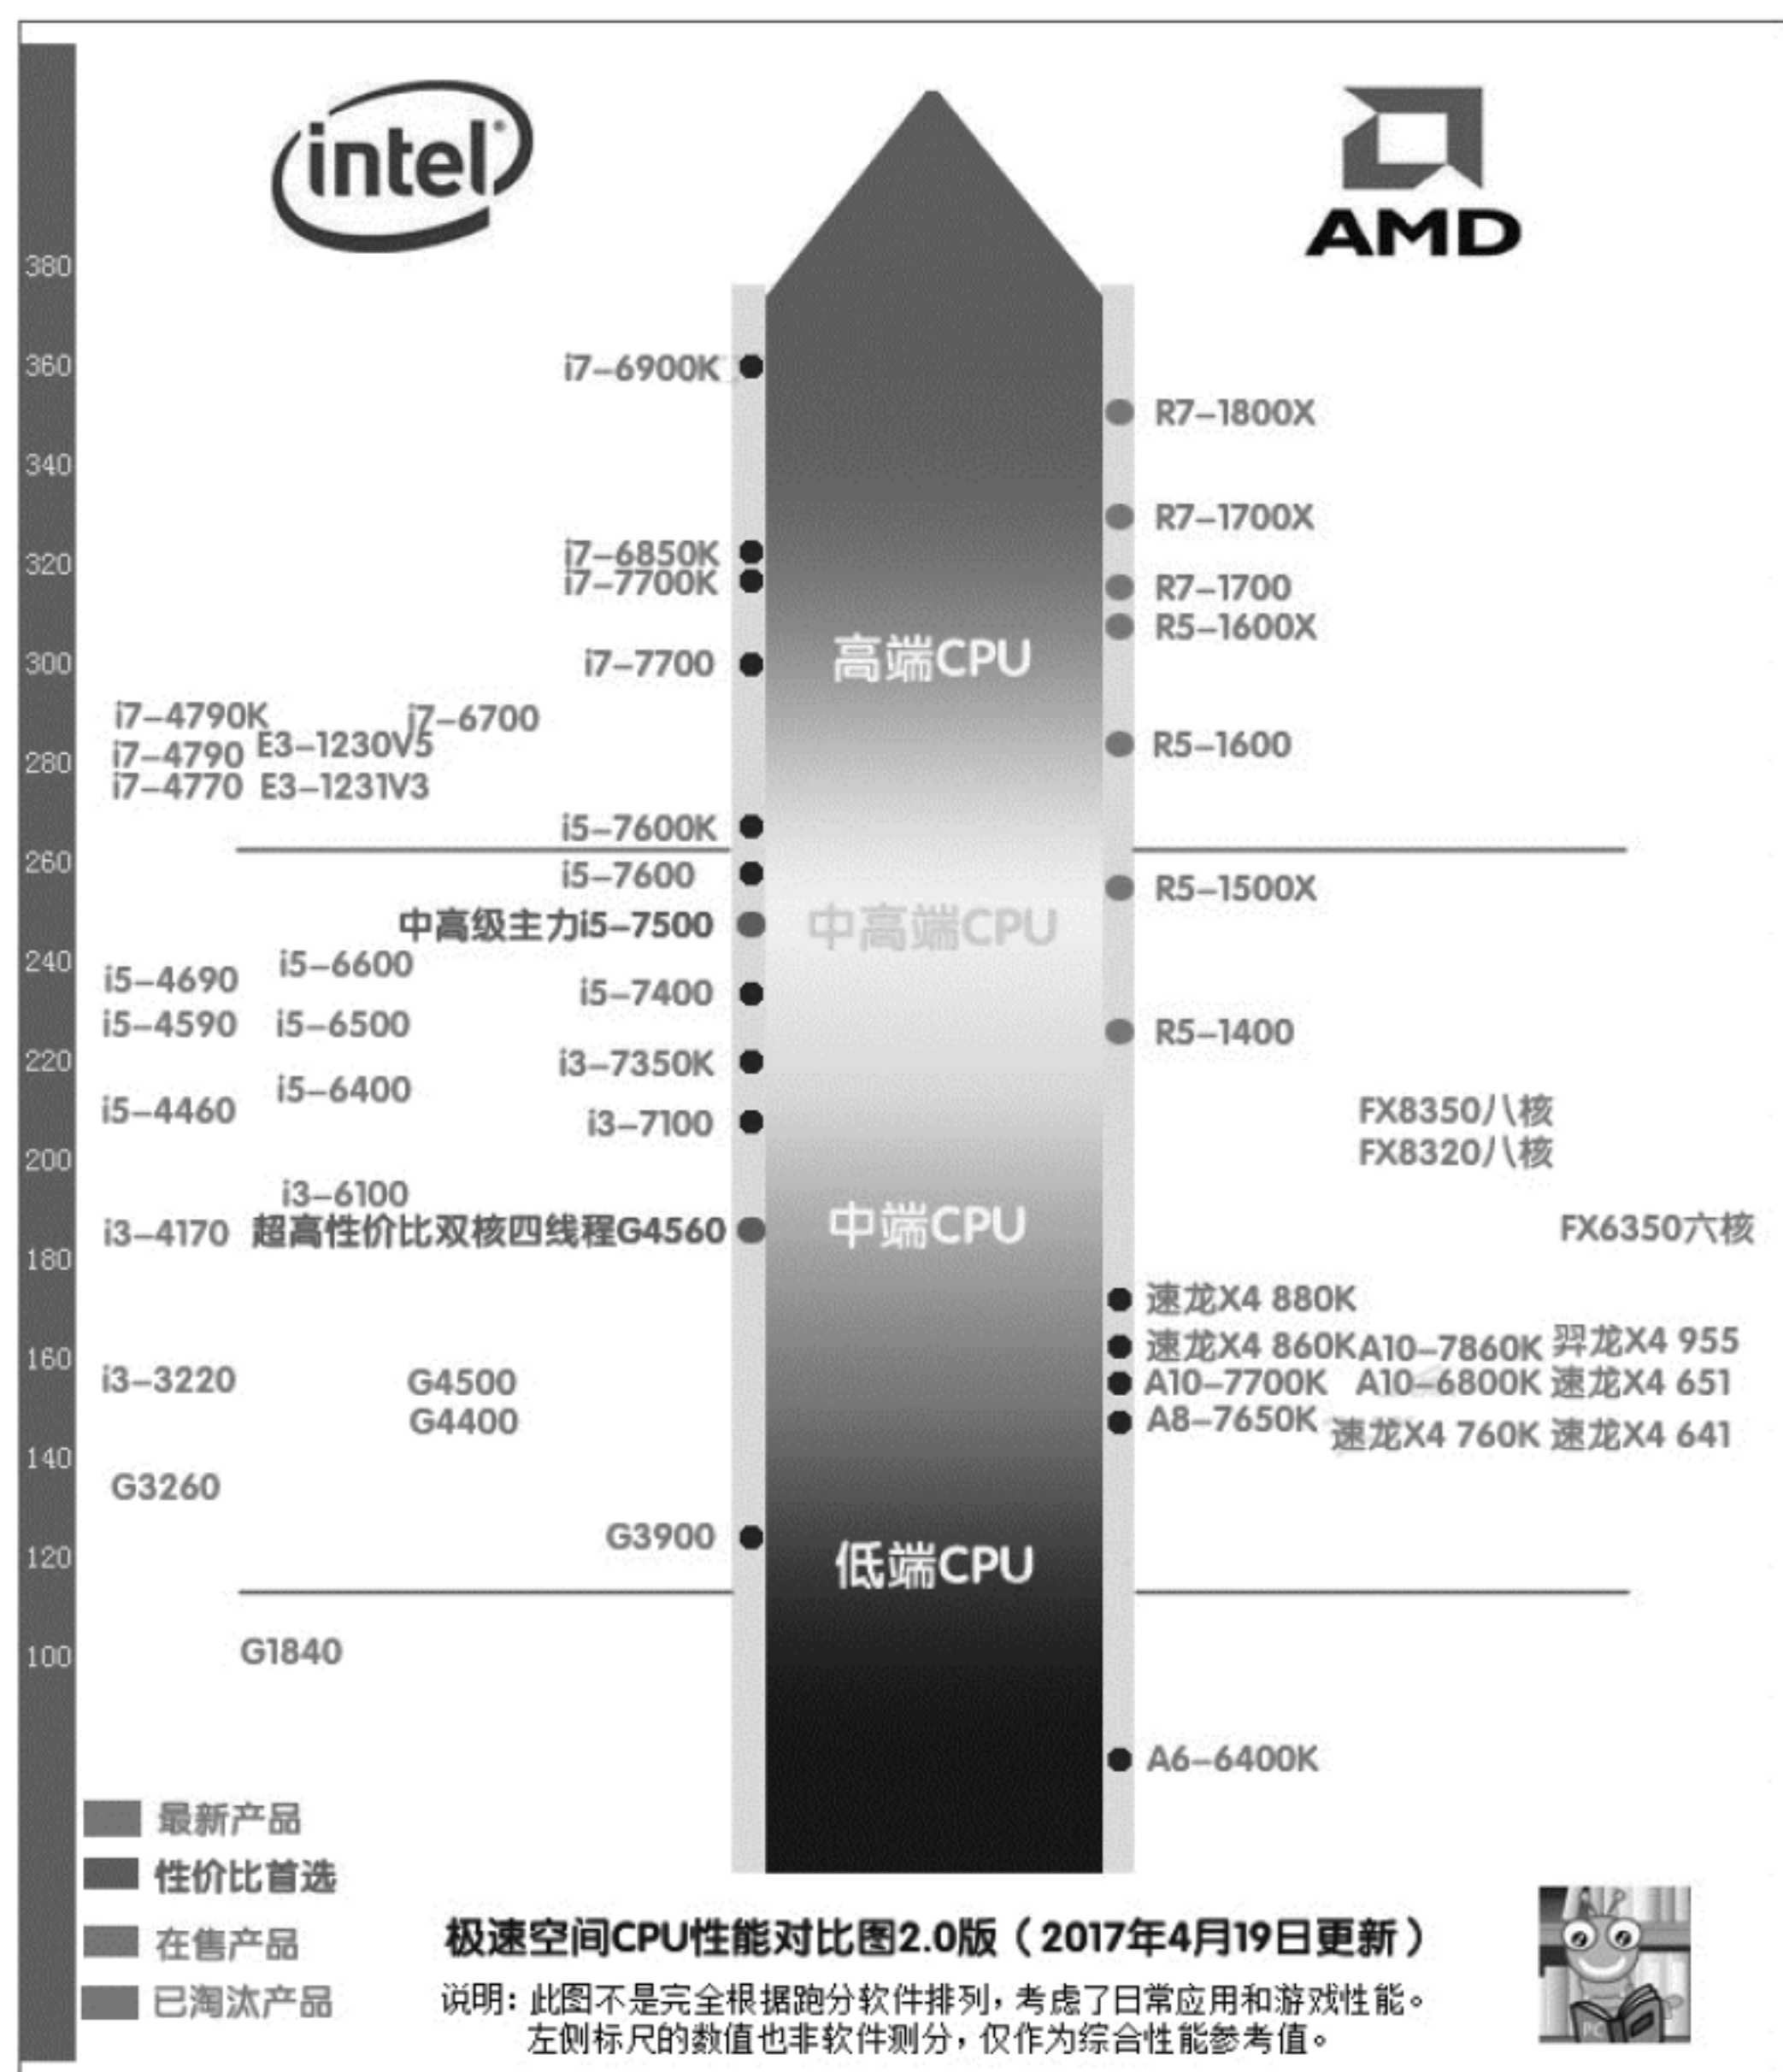 intel®
AMD
380
360
340
320
300
280
260
240
220
200
180
160
140
120
100
i7-6900K
i7-6850K
i7-7700K
i7-7700
i7-4790K
i7-6700
i7-4790
E3-1230V5
i7-4770
E3-1231V3
i5-7600K
i5-7600
中高级主力i5-7500
i5-6600
i5-4690
i5-7400
i5-4590
i5-6500
i3-7350K
i5-6400
i5-4460
i3-7100
i3-6100
i3-4170
超高性价比双核四线程G4560
i3-3220
G4500
G4400
G3260
G3900
G1840
高端CPU
中高端CPU
中端CPU
低端CPU
R7-1800X
R7-1700X
R7-1700
R5-1600X
R5-1600
R5-1500X
R5-1400
FX8350八核
FX8320八核
FX6350六核
速龙X4 880K
速龙X4 860K
A10-7860K
羿龙X4 955
A10-7700K
A10-6800K
速龙X4 651
A8-7650K
速龙X4 760K
速龙X4 641
A6-6400K
最新产品
性价比首选
在售产品
已淘汰产品
极速空间CPU性能对比图2.0版（2017年4月19日更新）
说明：此图不是完全根据跑分软件排列，考虑了日常应用和游戏性能。
左侧标尺的数值也非软件测分，仅作为综合性能参考值。
PC